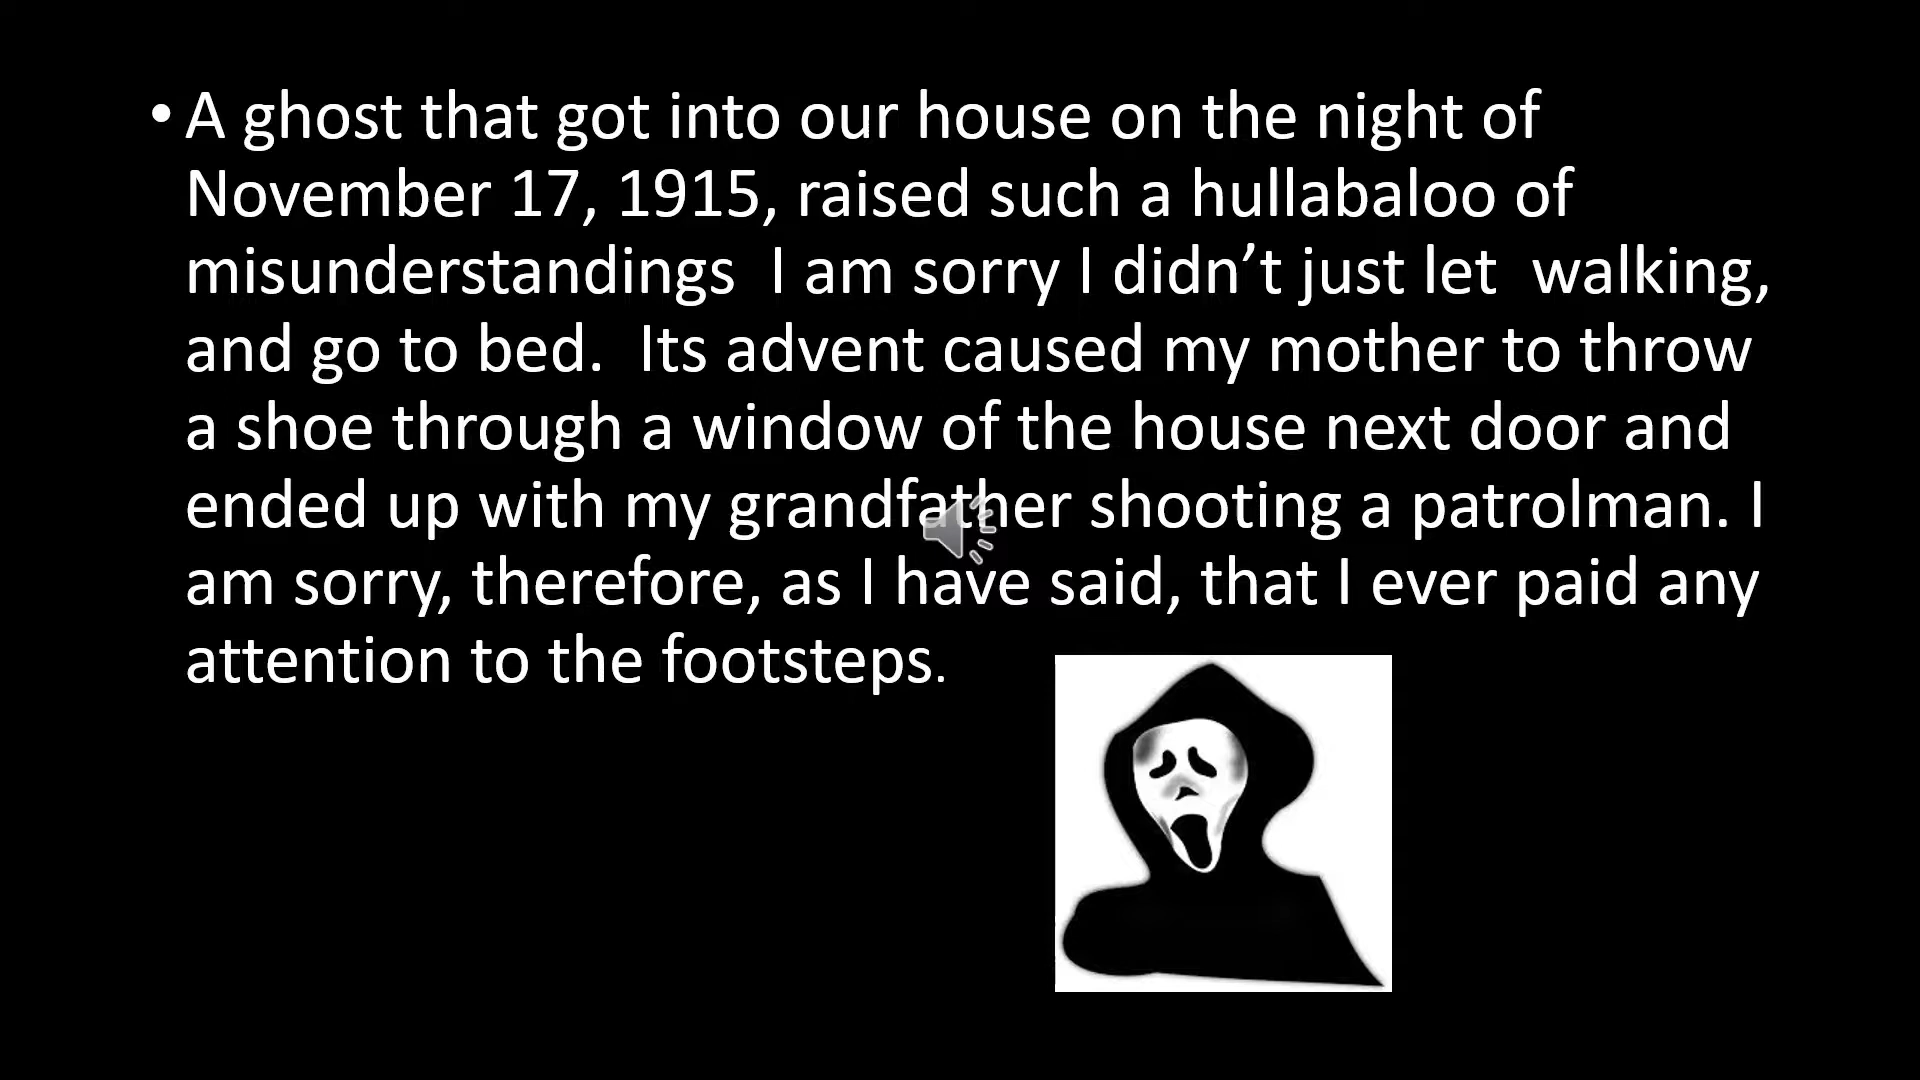 • A ghost that got into our house on the night of
November 17, 1915, raised such a hullabaloo of
misunderstandings  I am sorry I didn’t just let  walking,
and go to bed.  Its advent caused my mother to throw
a shoe through a window of the house next door and
ended up with my grandfather shooting a patrolman. I
am sorry, therefore, as I have said, that I ever paid any
attention to the footsteps.